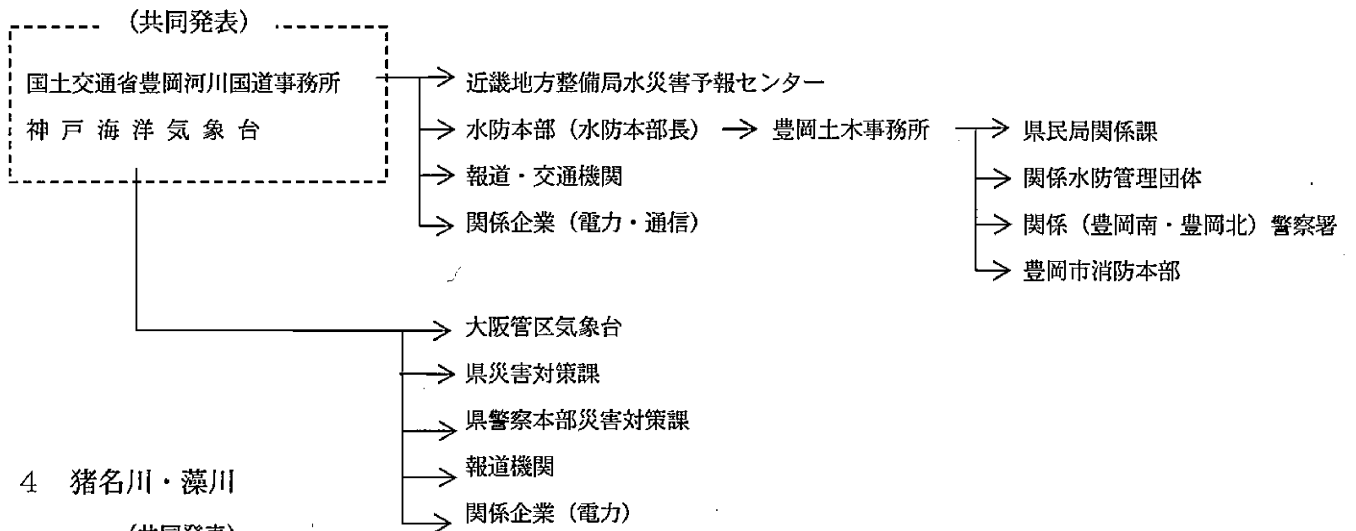 (共同発表)
国土交通省豊岡河川国道事務所
神戸海洋気象台
近畿地方整備局水災害予報センター
水防本部(水防本部長)
豊岡土木事務所
県民局関係課
報道・交通機関
関係水防管理団体
関係企業(電力・通信)
関係(豊岡南・豊岡北)警察署
豊岡市消防本部
大阪管区気象台
県災害対策課
県警察本部災害対策課
報道機関
関係企業(電力)
4 猪名川・藻川
(共同発表)